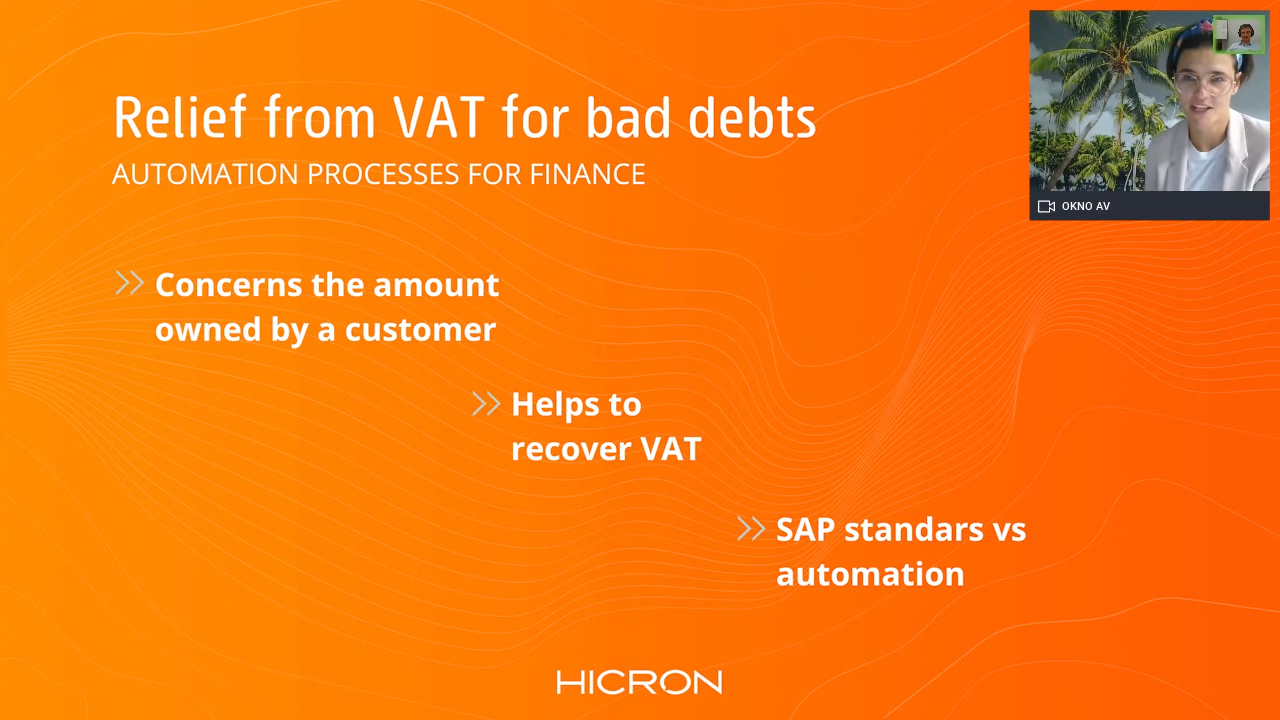 Relief from VAT for bad debts
AUTOMATION PROCESSES FOR FINANCE
Concerns the amount
owned by a customer
Helps to
recover VAT
SAP standars vs
automation
OKNO AV
HICRON